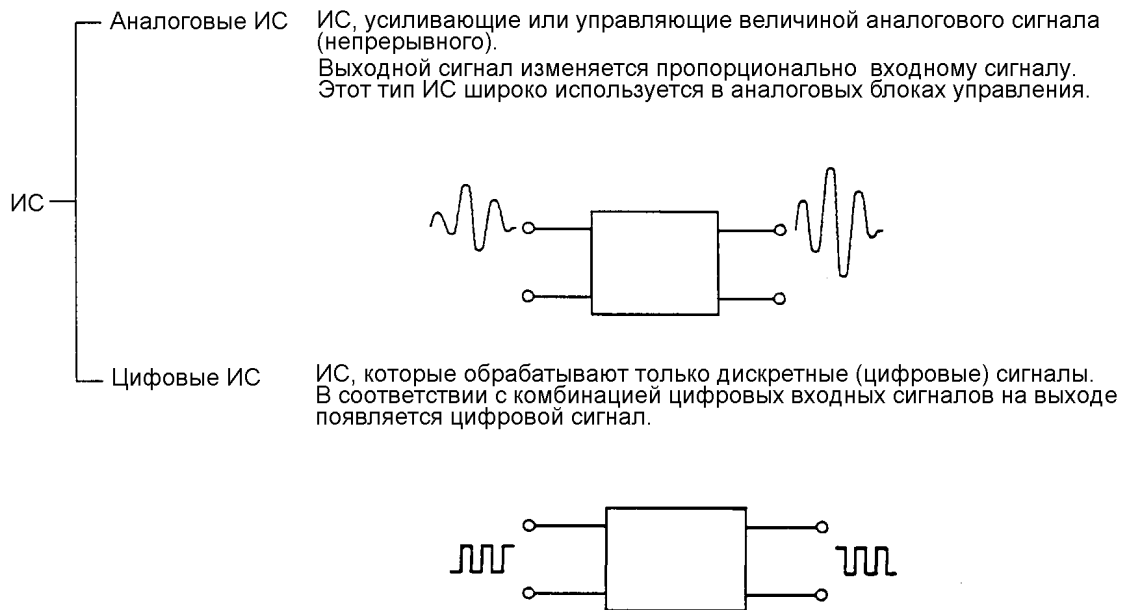 Аналоговые ИС
ИС, усиливающие или управляющие величиной аналогового сигнала
(непрерывного).
Выходной сигнал изменяется пропорционально входному сигналу.
Этот тип ИС широко используется в аналоговых блоках управления.
ИС
Цифовые ИС
ИС, которые обрабатывают только дискретные (цифровые) сигналы.
В соответствии с комбинацией цифровых входных сигналов на выходе
появляется цифровой сигнал.